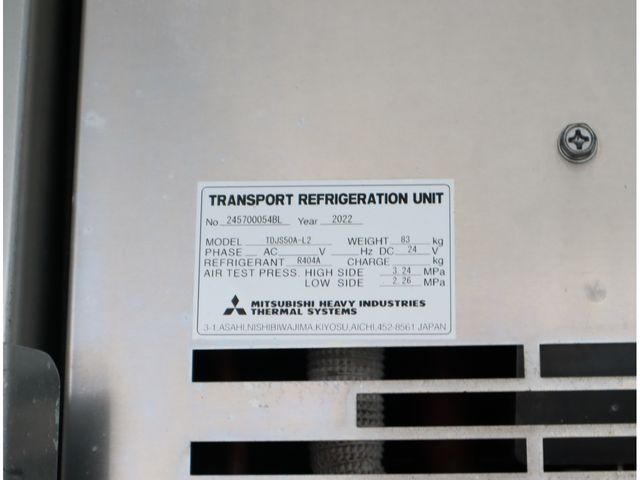 TRANSPORT REFRIGERATION UNIT
No 245700054BL Year 2022
MODEL TDJS50A-L2 WEIGHT 83 kg
PHASE AC V Hz DC 24 V
REFRIGERANT R404A CHARGE kg
AIR TEST PRESS. HIGH SIDE 3.24 MPa
LOW SIDE 2.26 MPa
MITSUBISHI HEAVY INDUSTRIES
THERMAL SYSTEMS
3-1,ASAHI,NISHIBIWAJIMA,KIYOSU,AICHI,452-8561 JAPAN